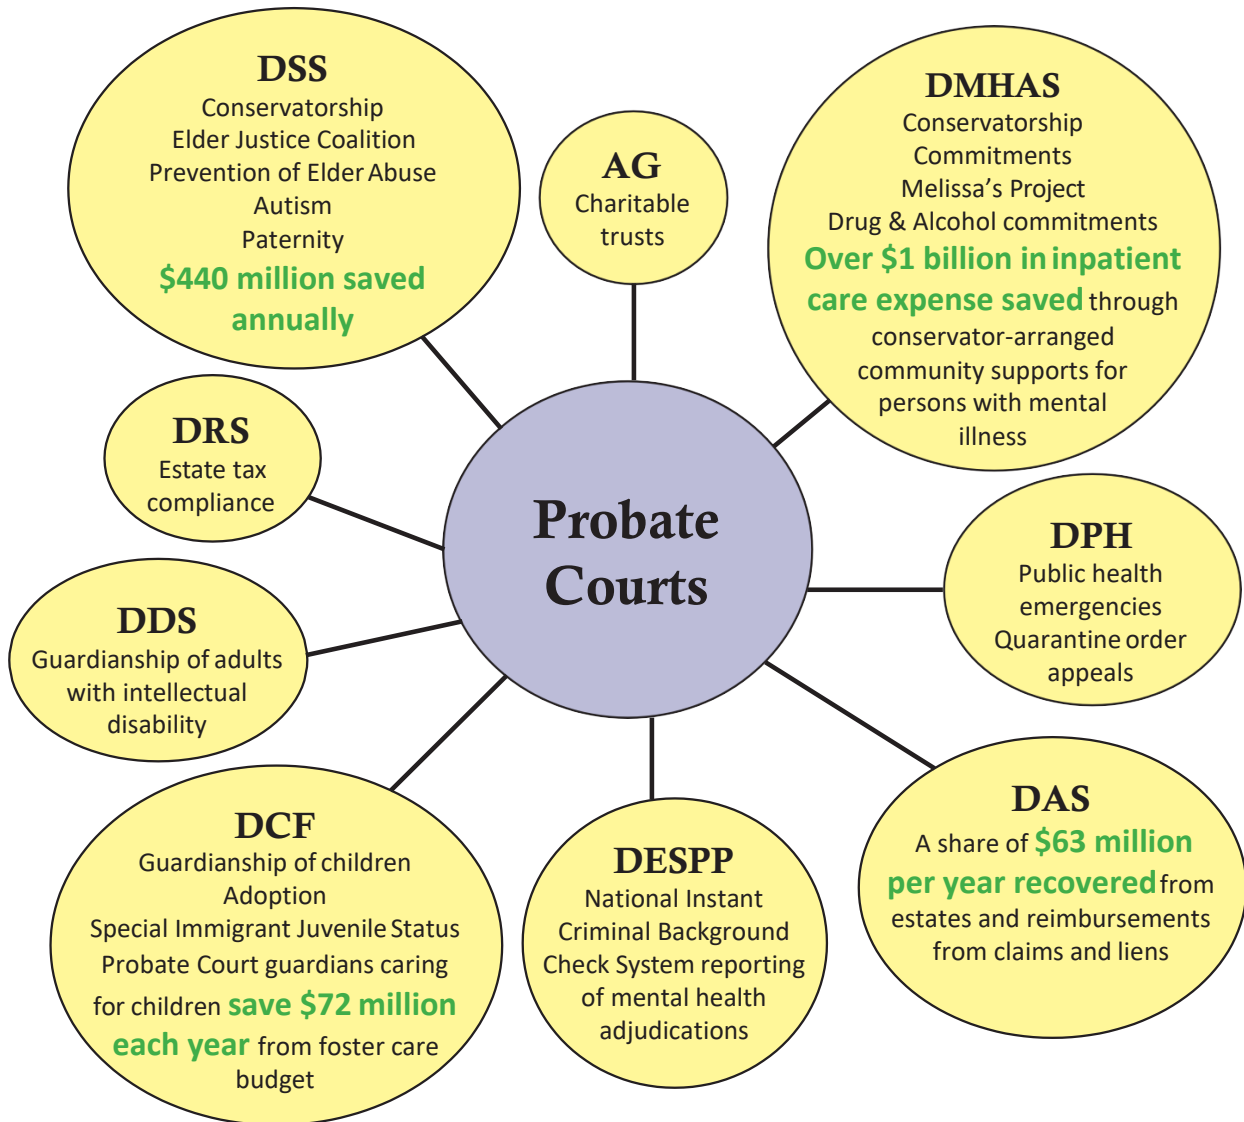 DSS
Conservatorship
Elder Justice Coalition
Prevention of Elder Abuse
Autism
Paternity
$440 million saved
annually
AG
Charitable
trusts
DMHAS
Conservatorship
Commitments
Melissa's Project
Drug & Alcohol commitments
Over $1 billion in inpatient
care expense saved through
conservator-arranged
community supports for
persons with mental
illness
DRS
Estate tax
compliance
Probate
Courts
DPH
Public health
emergencies
Quarantine order
appeals
DDS
Guardianship of adults
with intellectual
disability
DCF
Guardianship of children
Adoption
Special Immigrant Juvenile Status
Probate Court guardians caring
for children save $72 million
each year from foster care
budget
DESPP
National Instant
Criminal Background
Check System reporting
of mental health
adjudications
DAS
A share of $63 million
per year recovered from
estates and reimbursements
from claims and liens